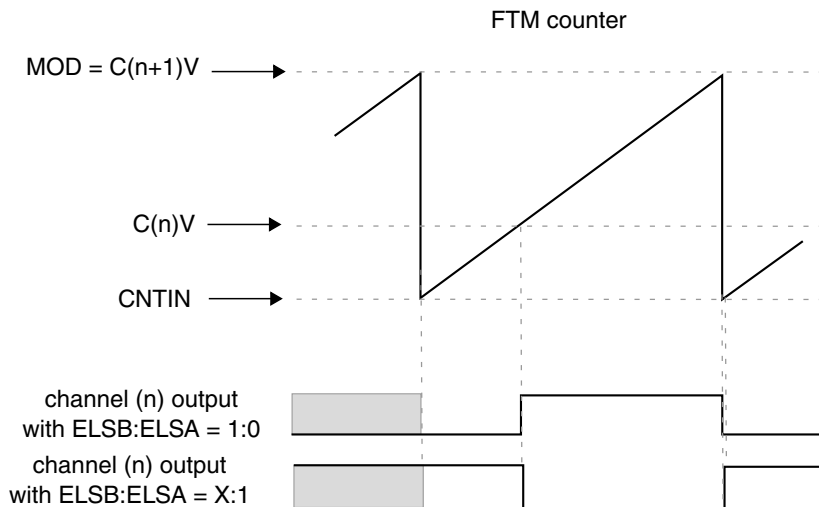 FTM counter
MOD = C(n+1)V
C(n)V
CNTIN
channel (n) output
with ELSB:ELSA = 1:0
channel (n) output
with ELSB:ELSA = X:1